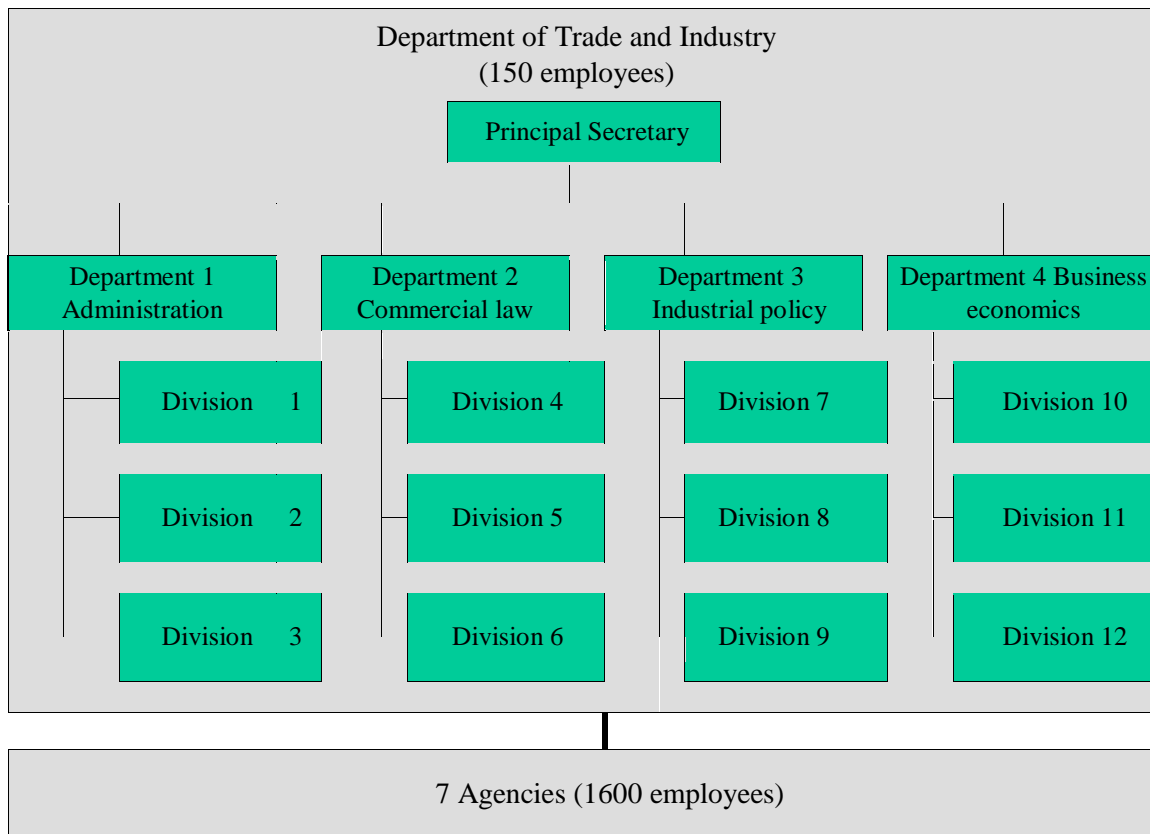 Department of Trade and Industry
(150 employees)
Principal Secretary
Department 1
Administration
Department 2
Commercial law
Department 3
Industrial policy
Department 4 Business
economics
Division 1
Division 4
Division 7
Division 10
Division 2
Division 5
Division 8
Division 11
Division 3
Division 6
Division 9
Division 12
7 Agencies (1600 employees)